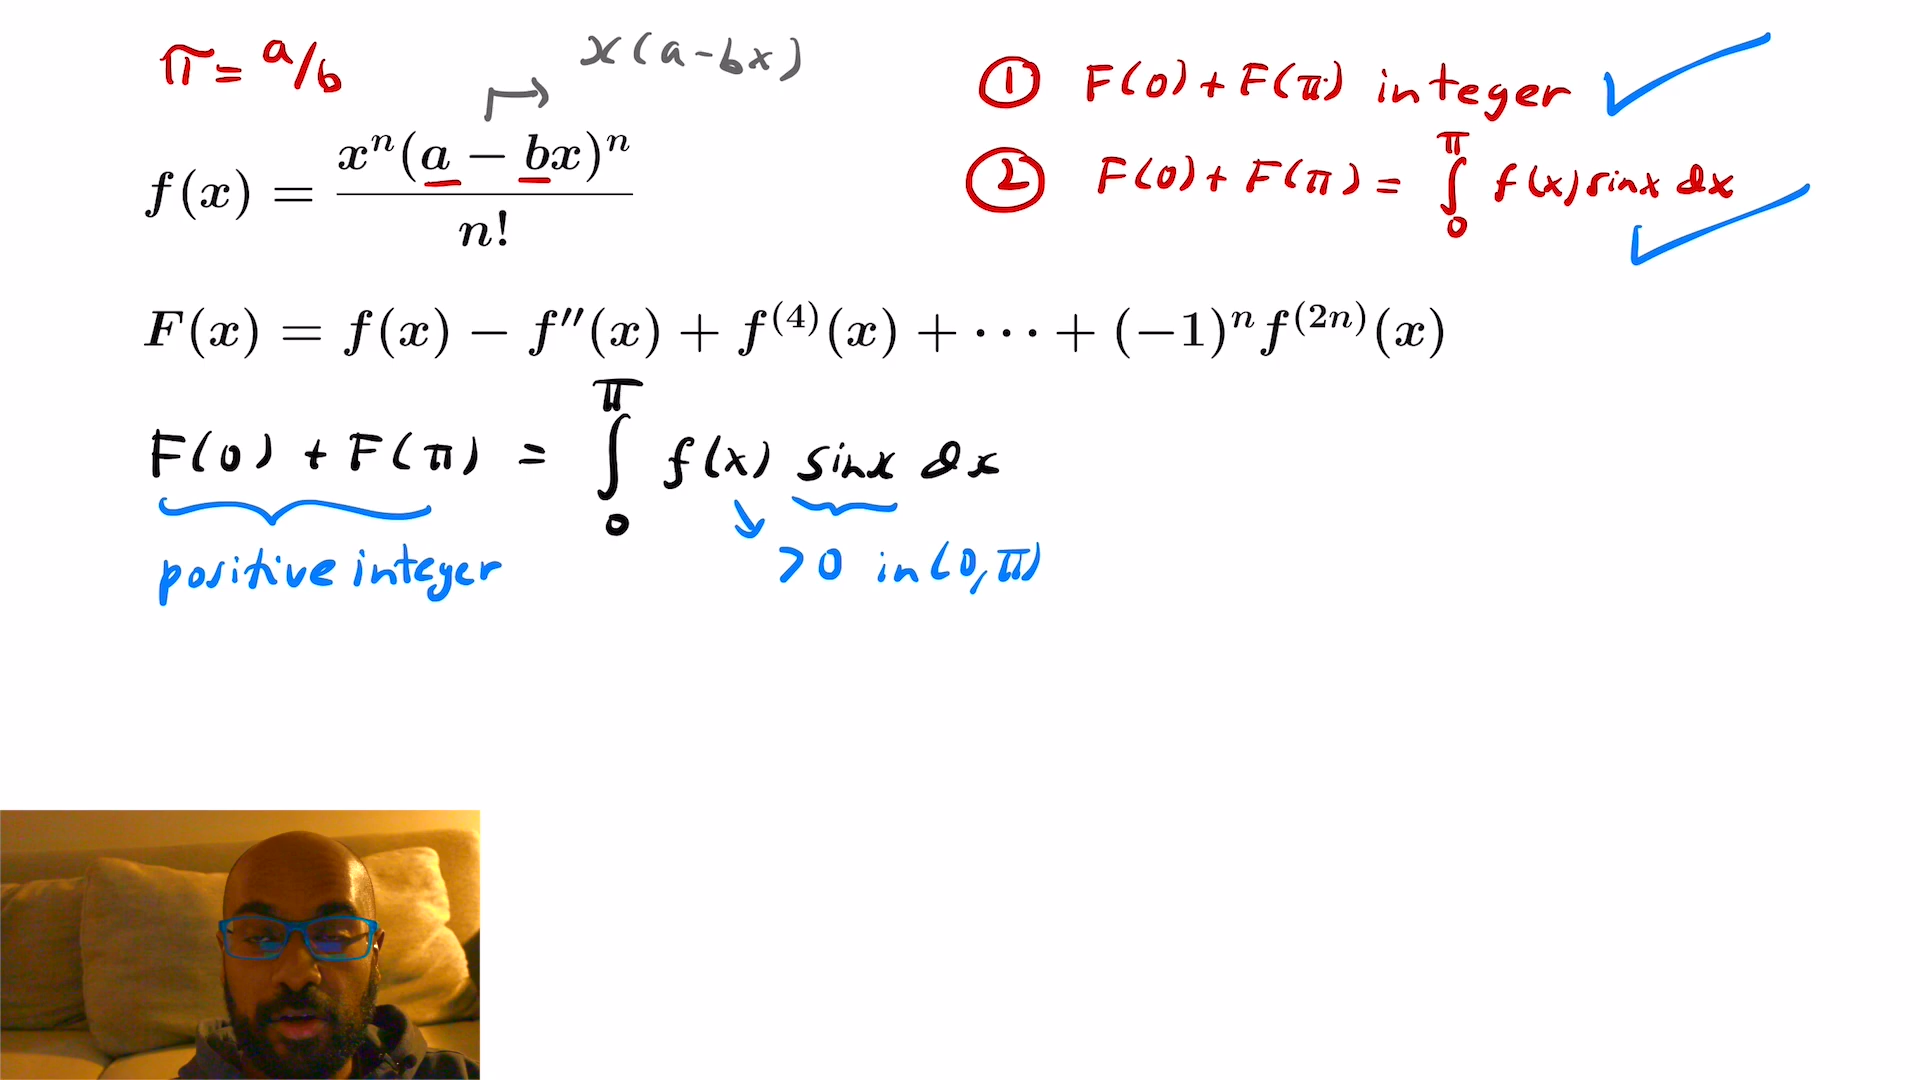 π = a/b
x(a-bx)
f(x) = xⁿ(a − bx)ⁿ / n!
① F(0) + F(π) integer
② F(0) + F(π) = ∫₀^π f(x) sinx dx
F(x) = f(x) − f″(x) + f⁽⁴⁾(x) + ⋯ + (−1)ⁿf⁽²ⁿ⁾(x)
F(0) + F(π) = ∫₀^π f(x) sinx dx
positive integer
>0 in (0,π)